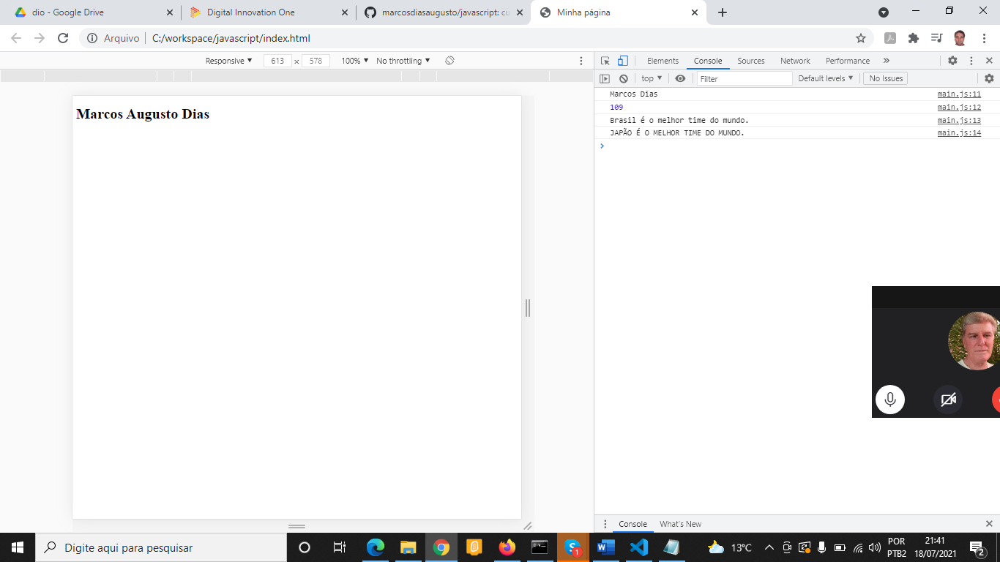 dio - Google Drive
Digital Innovation One
marcosdiasaugusto/javascript: cu
Minha página
Arquivo
C:/workspace/javascript/index.html
Responsive 613 x 578 100% No throttling
Elements Console Sources Network Performance
top Filter Default levels No Issues
Marcos Augusto Dias
Marcos Dias main.js:11
109 main.js:12
Brasil é o melhor time do mundo. main.js:13
JAPÃO É O MELHOR TIME DO MUNDO. main.js:14
Console What's New
Digite aqui para pesquisar
1
13°C
POR
PTB2
21:41
18/07/2021
2